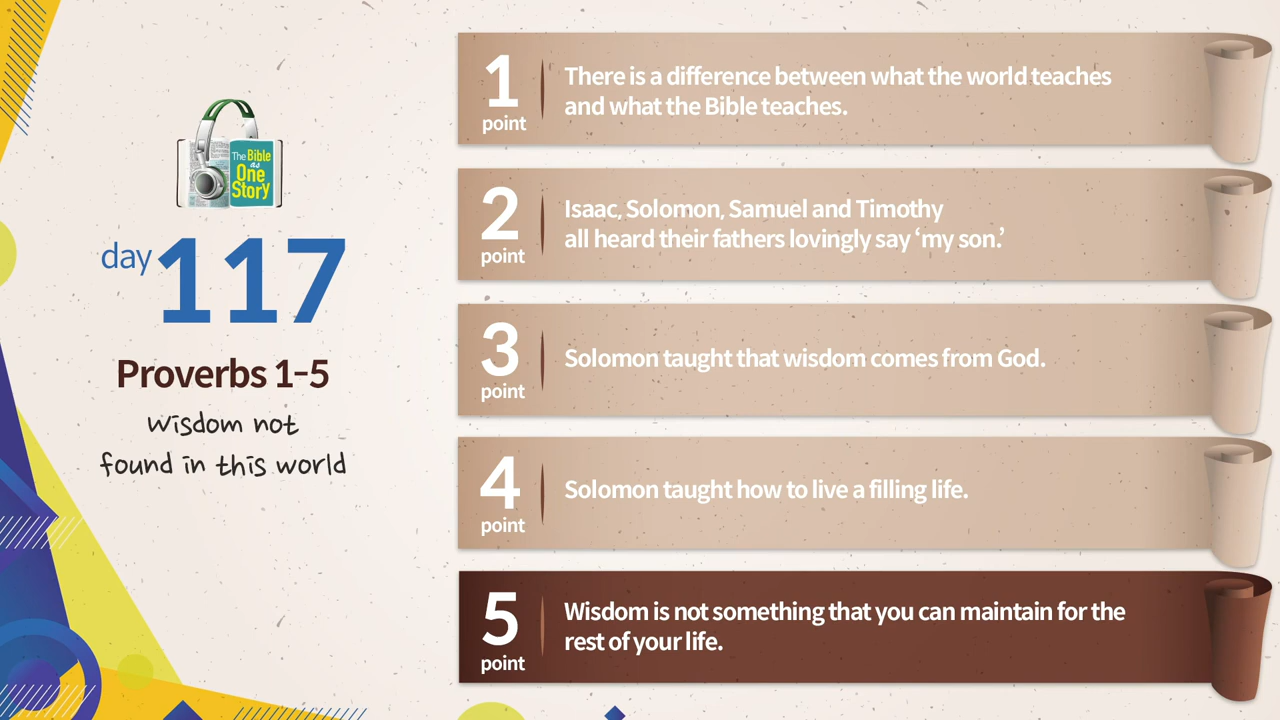 The Bible
as
One
Story
day 117
Proverbs 1-5
wisdom not
found in this world
1
point
There is a difference between what the world teaches
and what the Bible teaches.
2
point
Isaac, Solomon, Samuel and Timothy
all heard their fathers lovingly say ‘my son.’
3
point
Solomon taught that wisdom comes from God.
4
point
Solomon taught how to live a filling life.
5
point
Wisdom is not something that you can maintain for the
rest of your life.